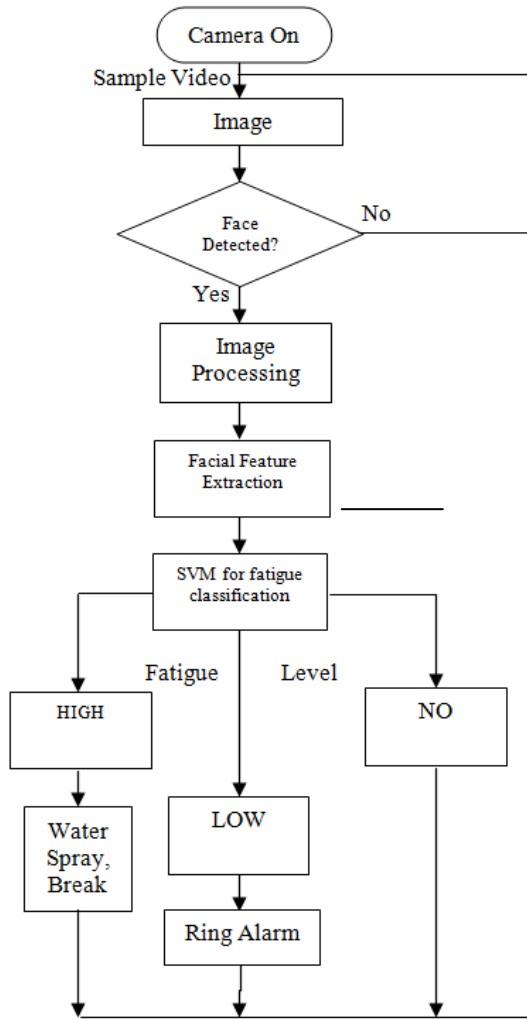 Camera On
Sample Video
Image
Face
Detected?
No
Yes
Image
Processing
Facial Feature
Extraction
SVM for fatigue
classification
Fatigue Level
HIGH
NO
Water
Spray,
Break
LOW
Ring Alarm